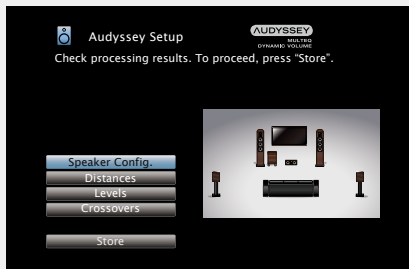 Audyssey Setup
AUDYSSEY
MULTEQ
DYNAMIC VOLUME
Check processing results. To proceed, press “Store”.
Speaker Config.
Distances
Levels
Crossovers
Store